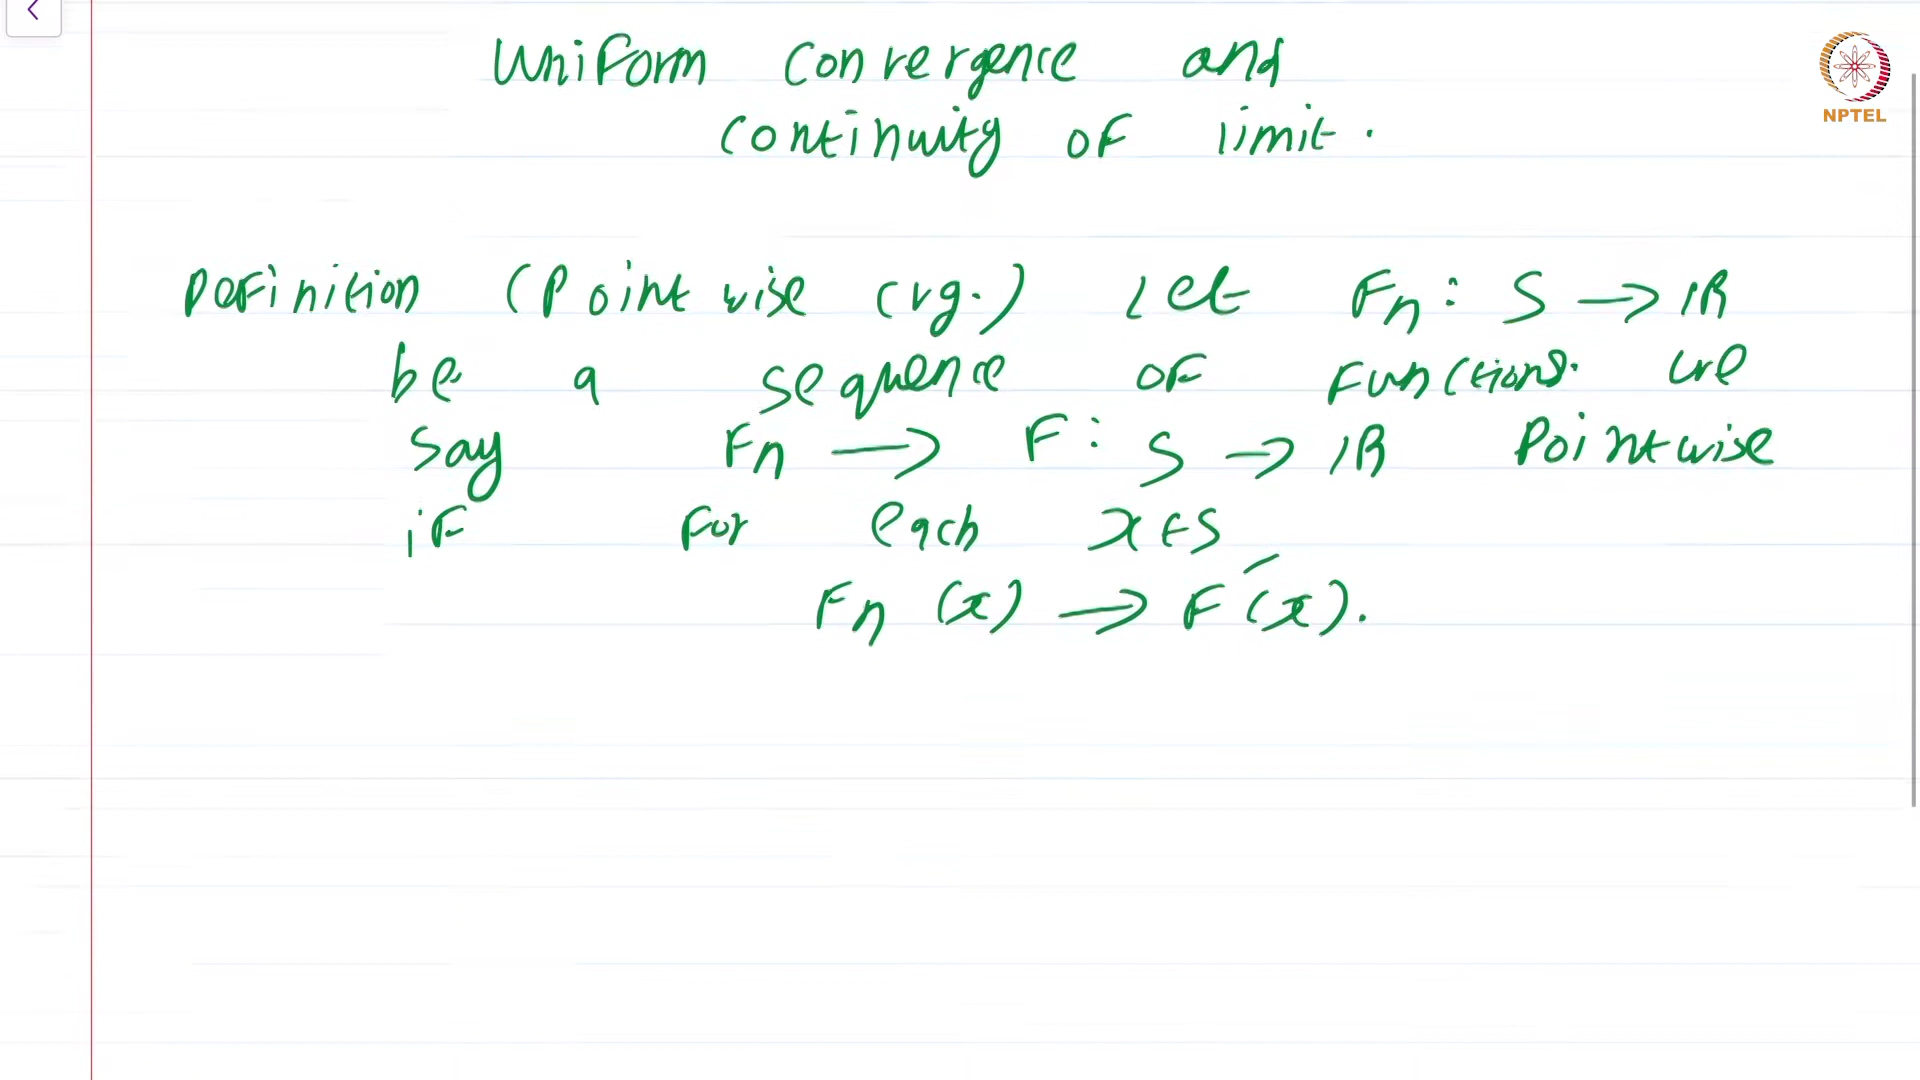 Uniform convergence and
continuity of limit.
NPTEL
Definition (Pointwise cvg.) Let Fn : S → IR
be a sequence of functions. We
say Fn → F : S → IR pointwise
if for each x ∈ S
Fn (x) → F (x).